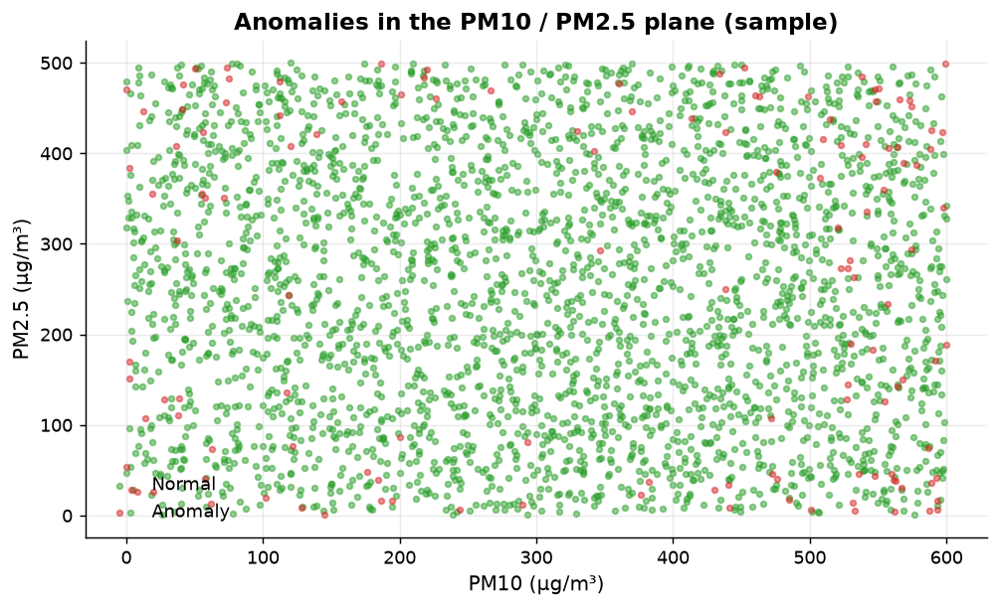 Anomalies in the PM10 / PM2.5 plane (sample)
500
400
300
200
100
0
PM2.5 (µg/m³)
Normal
Anomaly
0 100 200 300 400 500 600
PM10 (µg/m³)